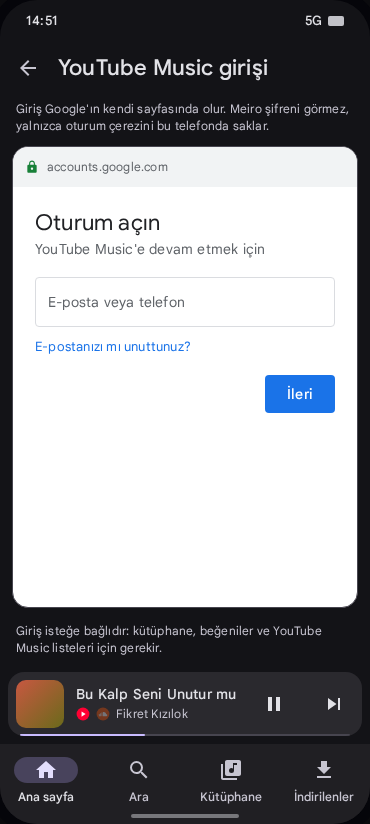 14:51
5G
YouTube Music girişi
Giriş Google'ın kendi sayfasında olur. Meiro şifreni görmez,
yalnızca oturum çerezini bu telefonda saklar.
accounts.google.com
Oturum açın
YouTube Music'e devam etmek için
E-posta veya telefon
E-postanızı mı unuttunuz?
İleri
Giriş isteğe bağlıdır: kütüphane, beğeniler ve YouTube
Music listeleri için gerekir.
Bu Kalp Seni Unutur mu
Fikret Kızılok
Ana sayfa
Ara
Kütüphane
İndirilenler